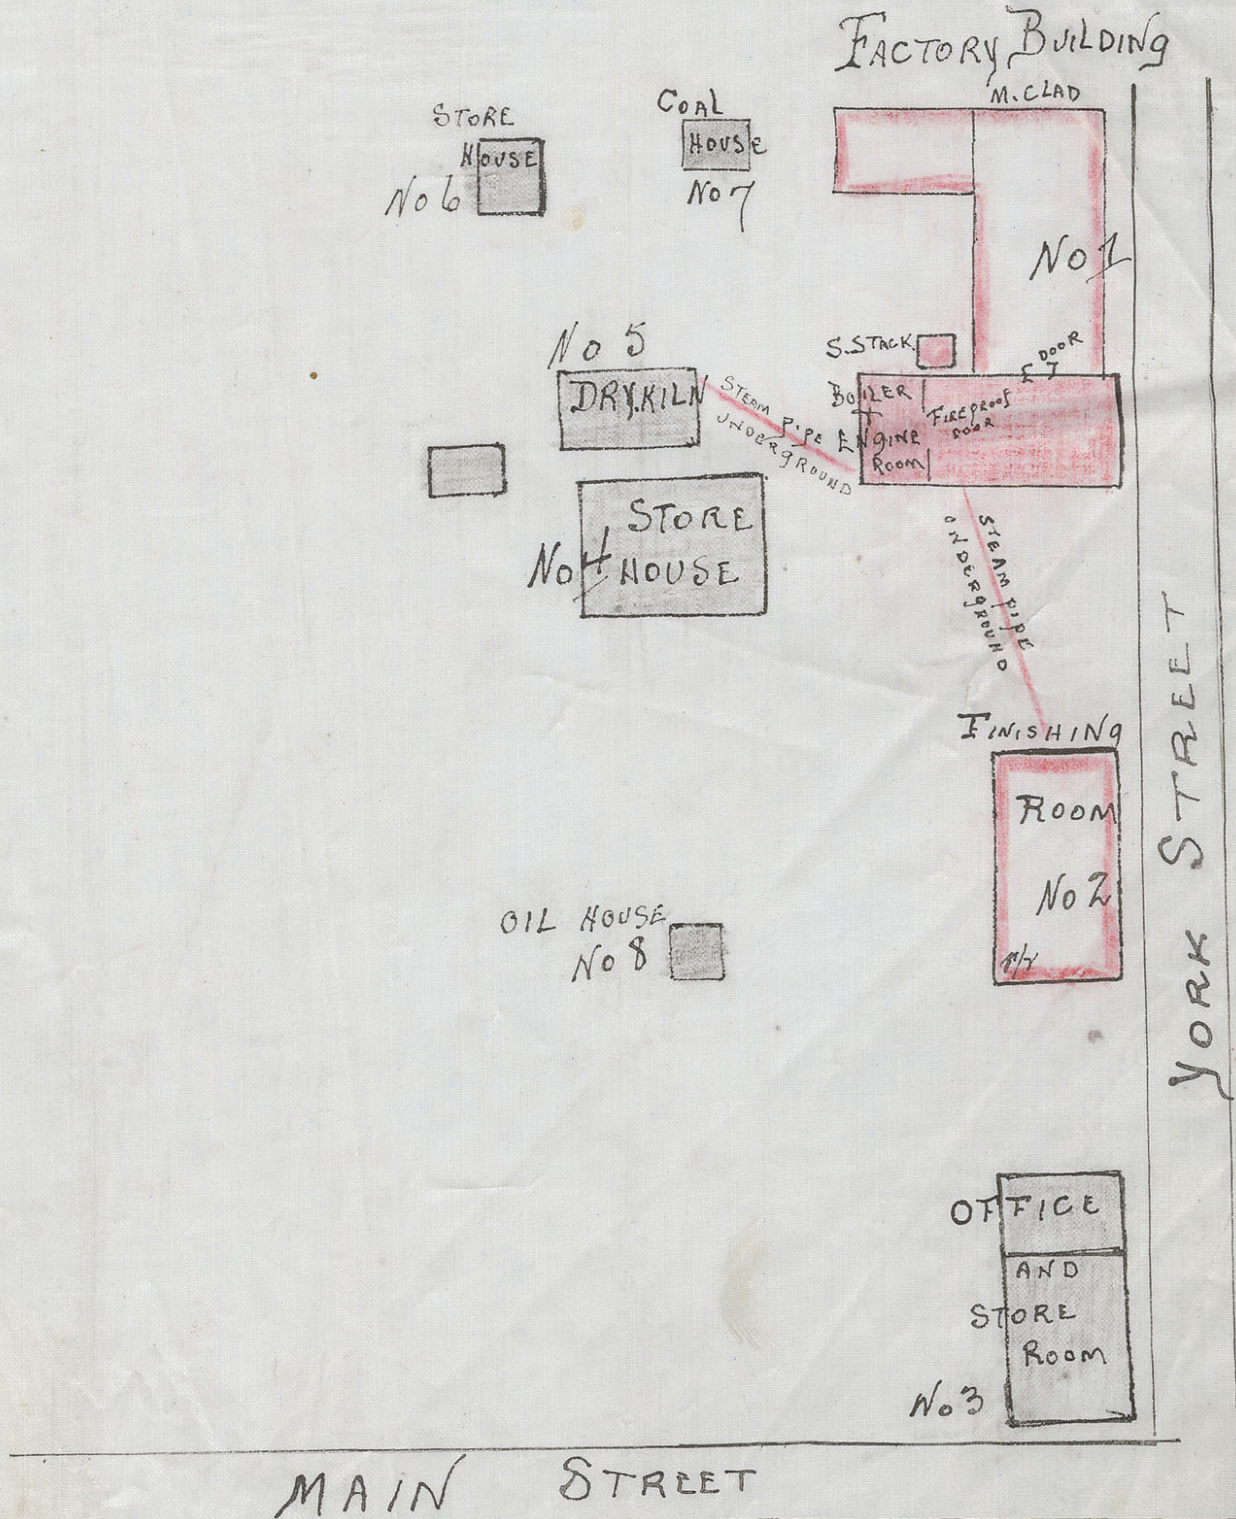 FACTORY BUILDING
M. CLAD
STORE
HOUSE
No 6
COAL
HOUSE
No 7
No 1
No 5
DRY.KILN
S.STACK.
DOOR
BOILER
+
ENGINE
ROOM
FIREPROOF
DOOR
STEAM PIPE
UNDERGROUND
STORE
No 4 HOUSE
STEAM PIPE
UNDERGROUND
FINISHING
ROOM
No 2
OIL HOUSE
No 8
YORK STREET
OFFICE
AND
STORE
ROOM
No 3
MAIN STREET